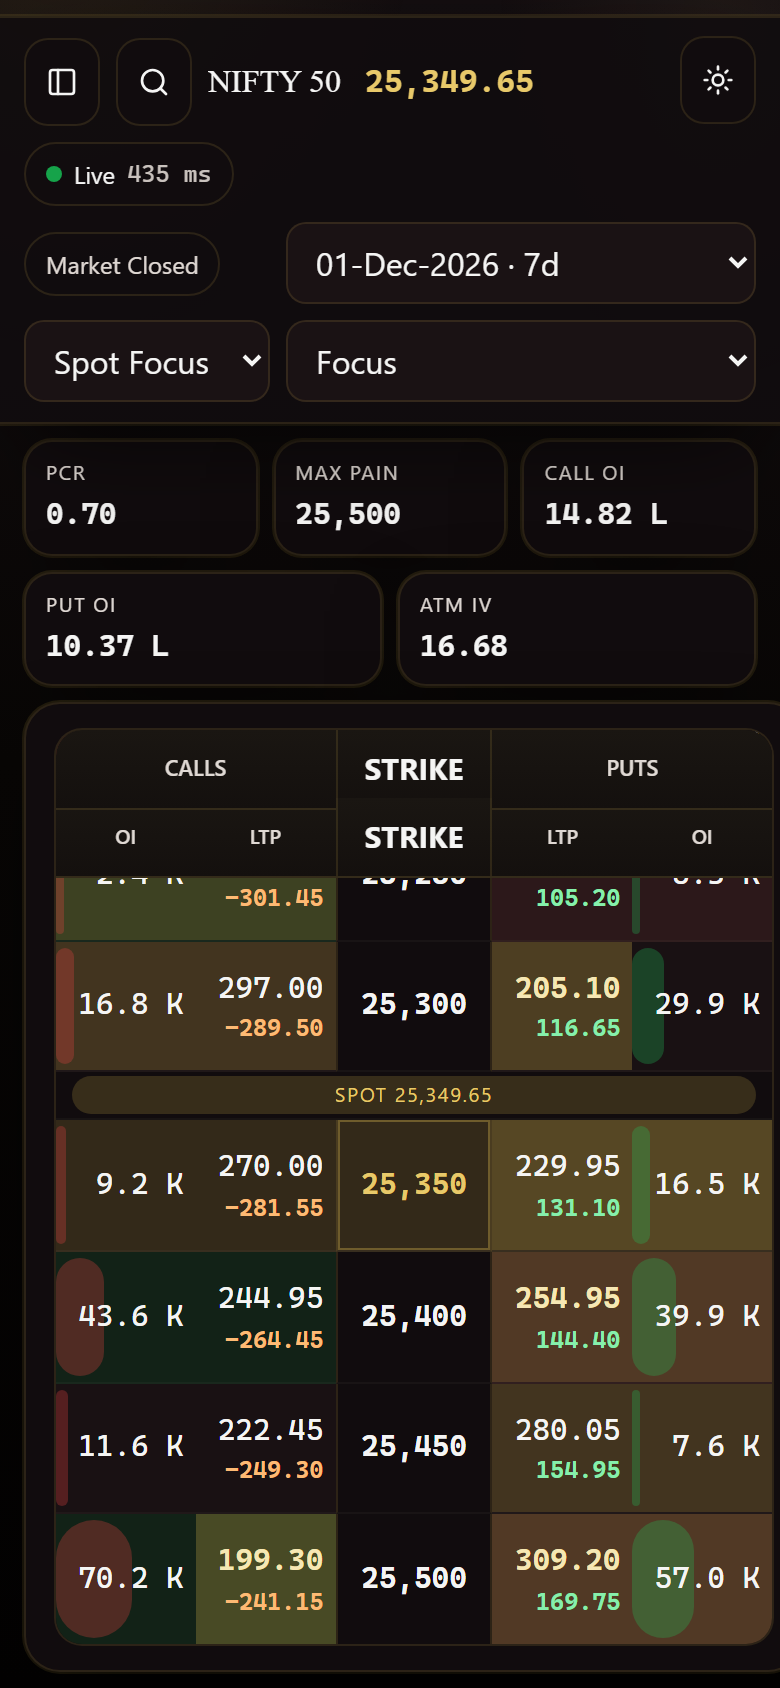 NIFTY 50 25,349.65
Live 435 ms
Market Closed 01-Dec-2026 · 7d
Spot Focus Focus
PCR MAX PAIN CALL OI
0.70 25,500 14.82 L
PUT OI ATM IV
10.37 L 16.68
CALLS STRIKE PUTS
OI LTP STRIKE LTP OI
−301.45 105.20
16.8 K 297.00 25,300 205.10 29.9 K
−289.50 116.65
SPOT 25,349.65
9.2 K 270.00 25,350 229.95 16.5 K
−281.55 131.10
43.6 K 244.95 25,400 254.95 39.9 K
−264.45 144.40
11.6 K 222.45 25,450 280.05 7.6 K
−249.30 154.95
70.2 K 199.30 25,500 309.20 57.0 K
−241.15 169.75